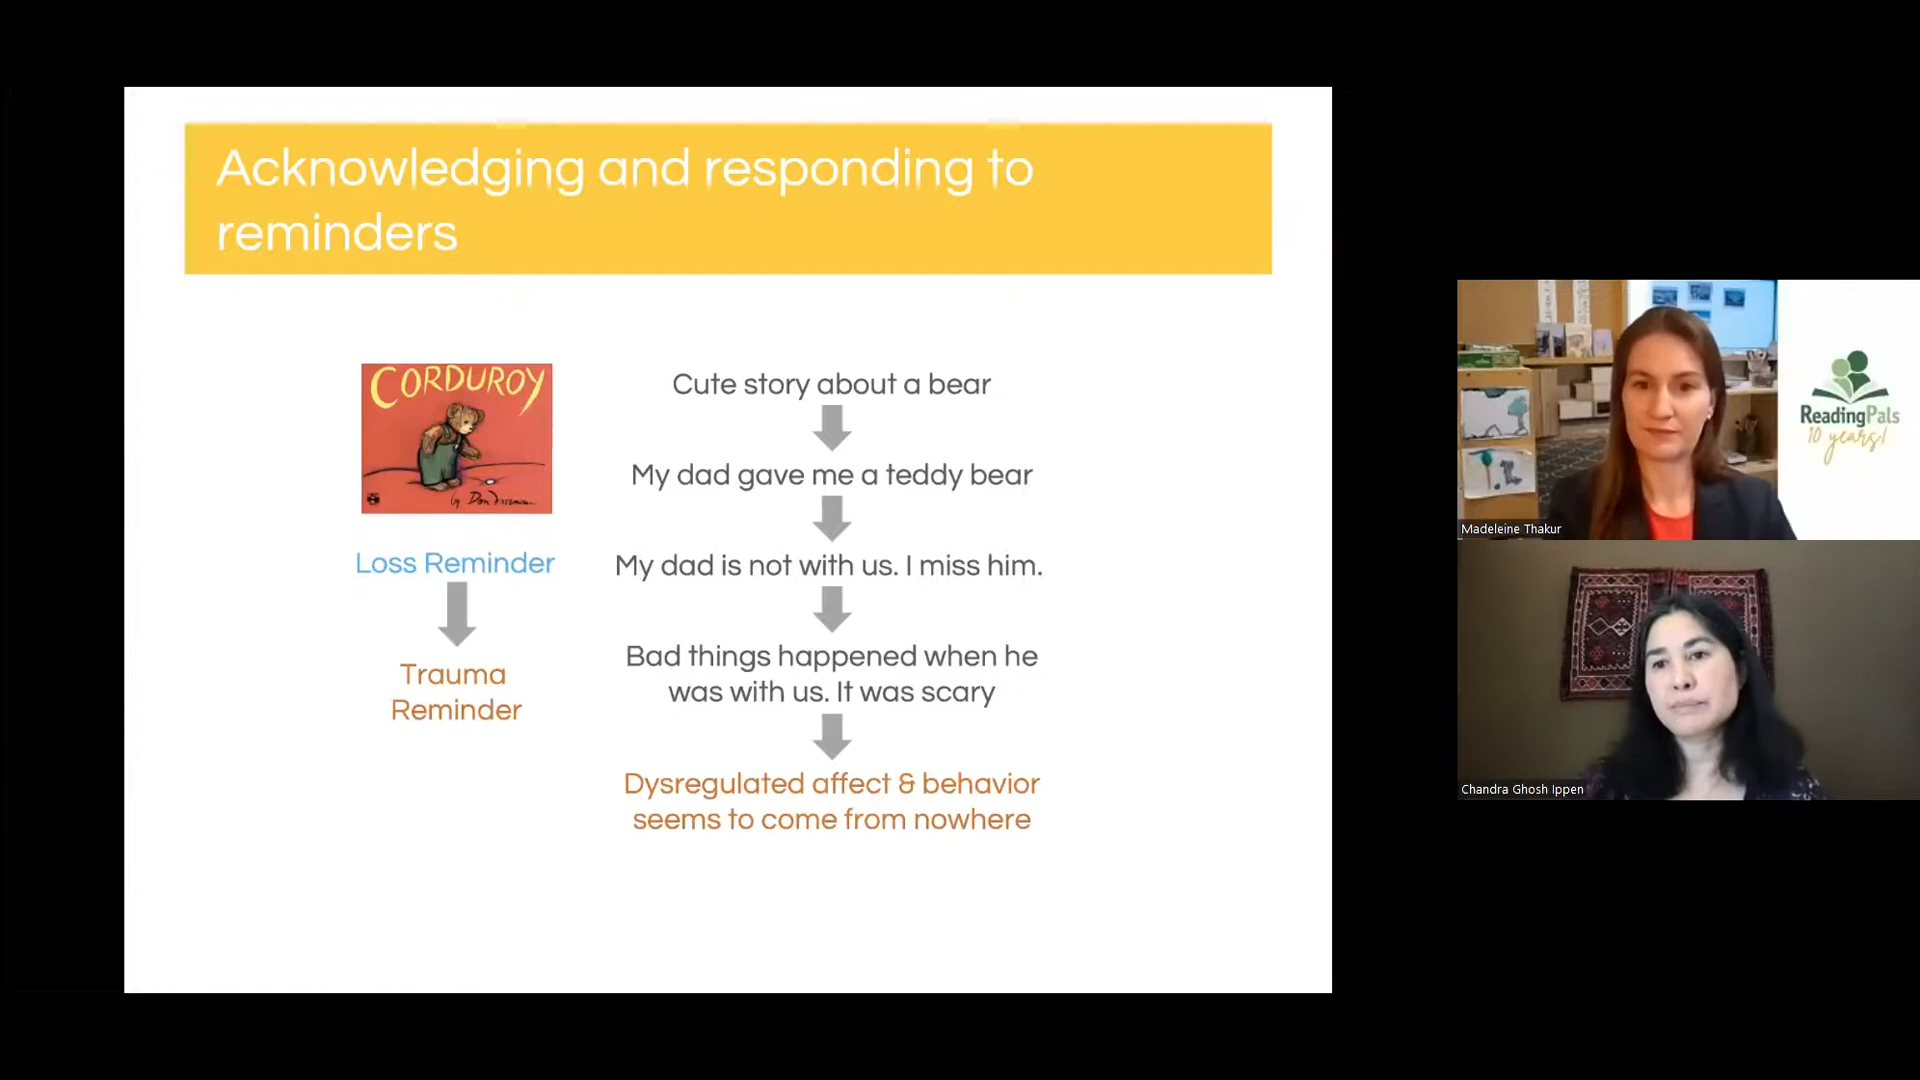 Acknowledging and responding to
reminders
CORDUROY
by Don Freeman
Loss Reminder
Trauma
Reminder
Cute story about a bear
My dad gave me a teddy bear
My dad is not with us. I miss him.
Bad things happened when he
was with us. It was scary
Dysregulated affect & behavior
seems to come from nowhere
ReadingPals
10 years!
Madeleine Thakur
Chandra Ghosh Ippen